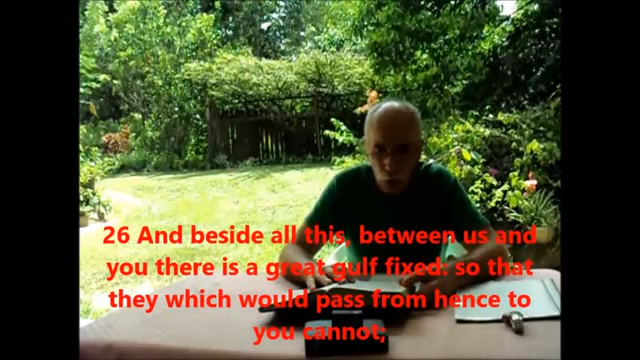 26 And beside all this, between us and
you there is a great gulf fixed: so that
they which would pass from hence to
you cannot;